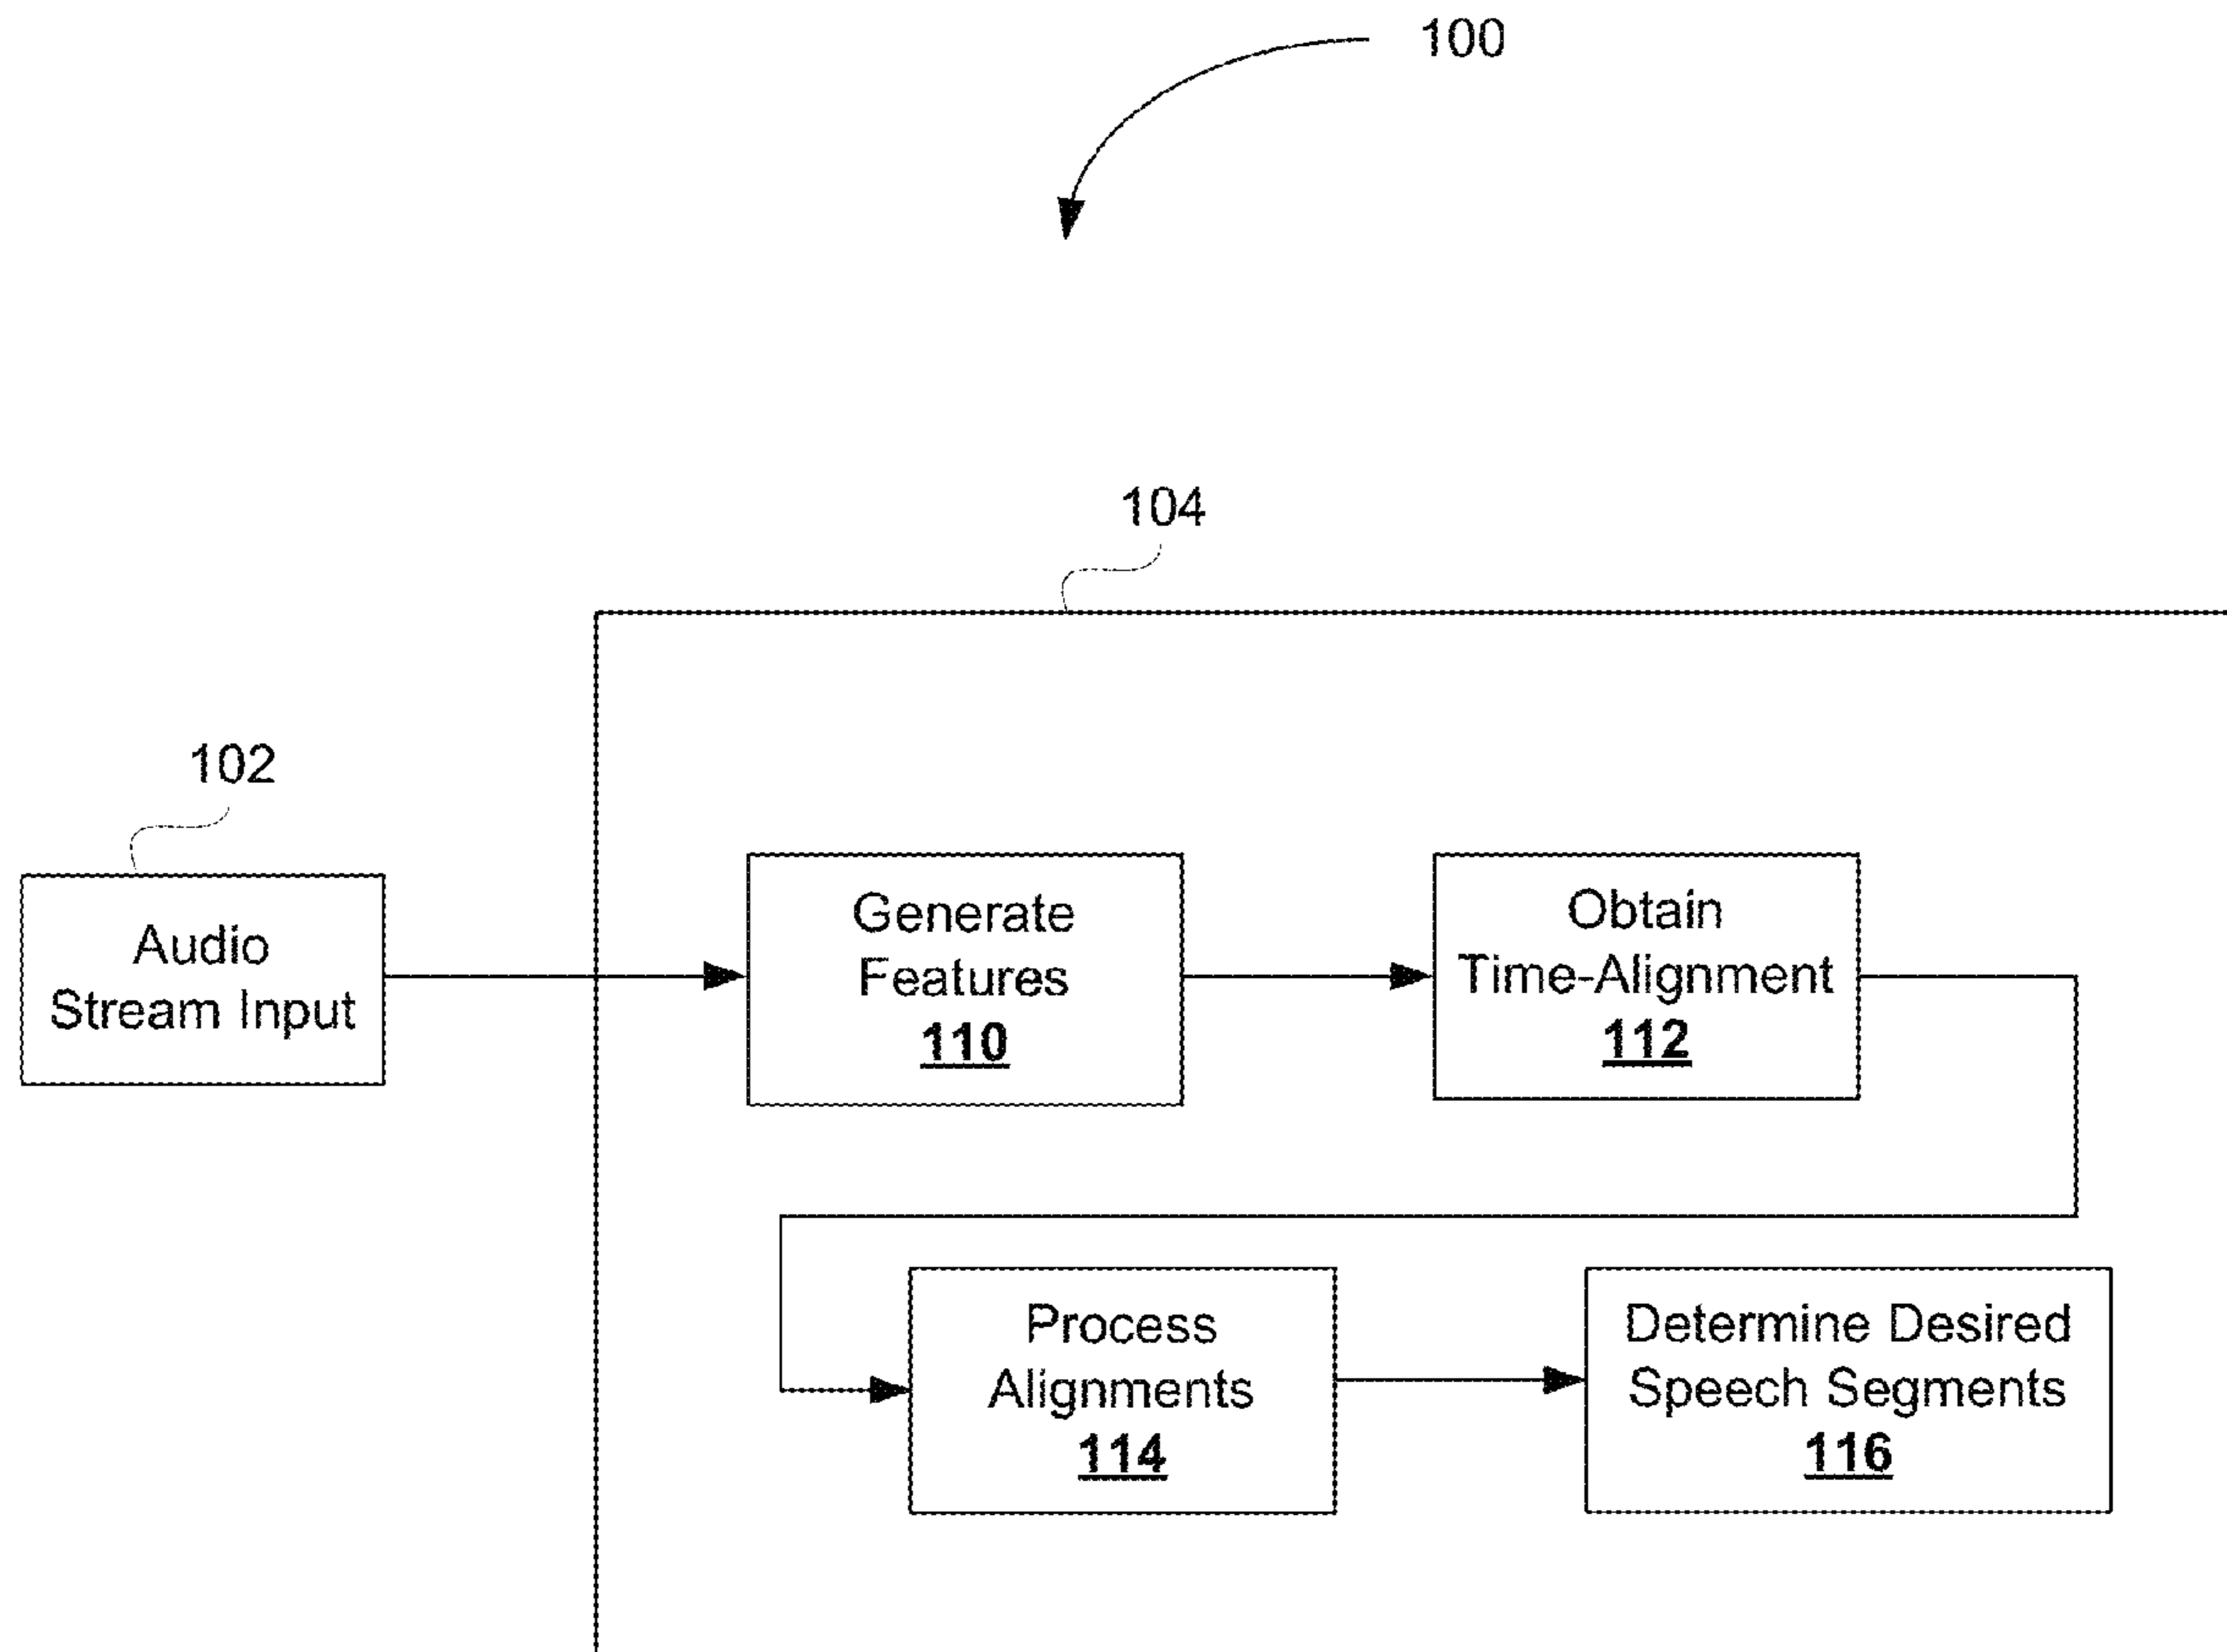 100
104
102
Audio
Stream Input
Generate
Features
110
Obtain
Time-Alignment
112
Process
Alignments
114
Determine Desired
Speech Segments
116